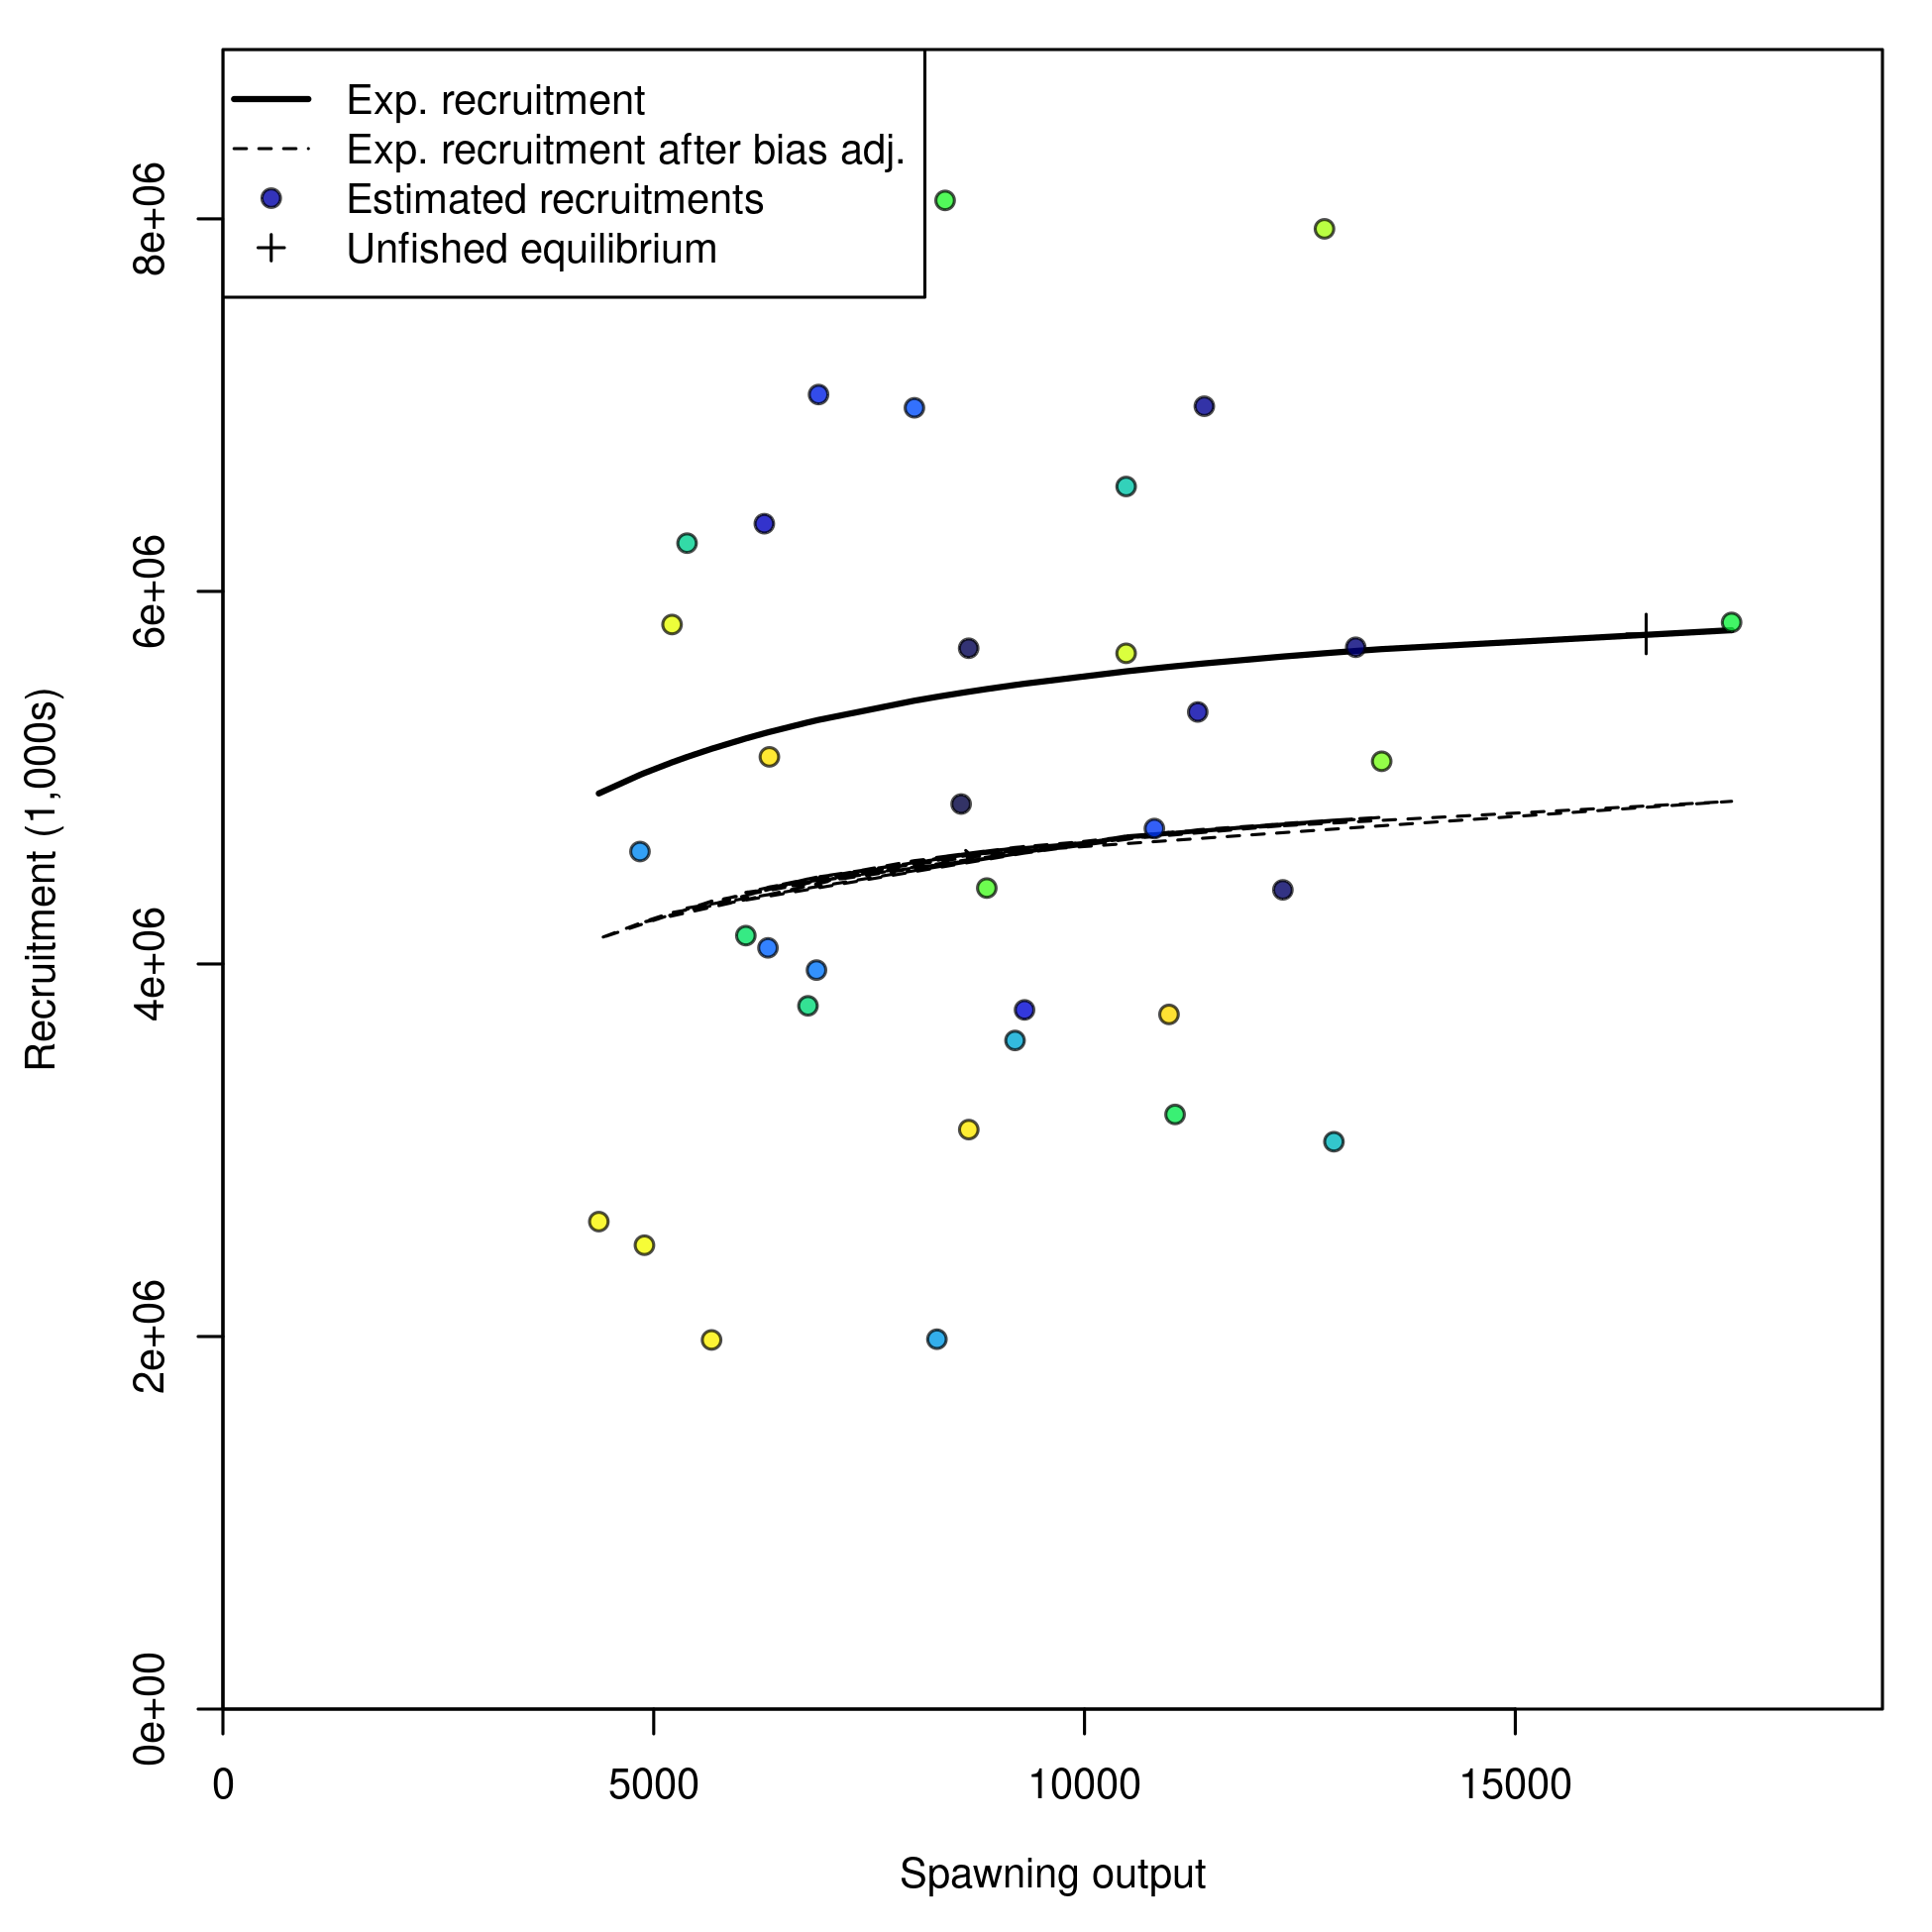 Exp. recruitment
Exp. recruitment after bias adj.
Estimated recruitments
Unfished equilibrium
8e+06
6e+06
4e+06
2e+06
0e+00
Recruitment (1,000s)
0 5000 10000 15000
Spawning output